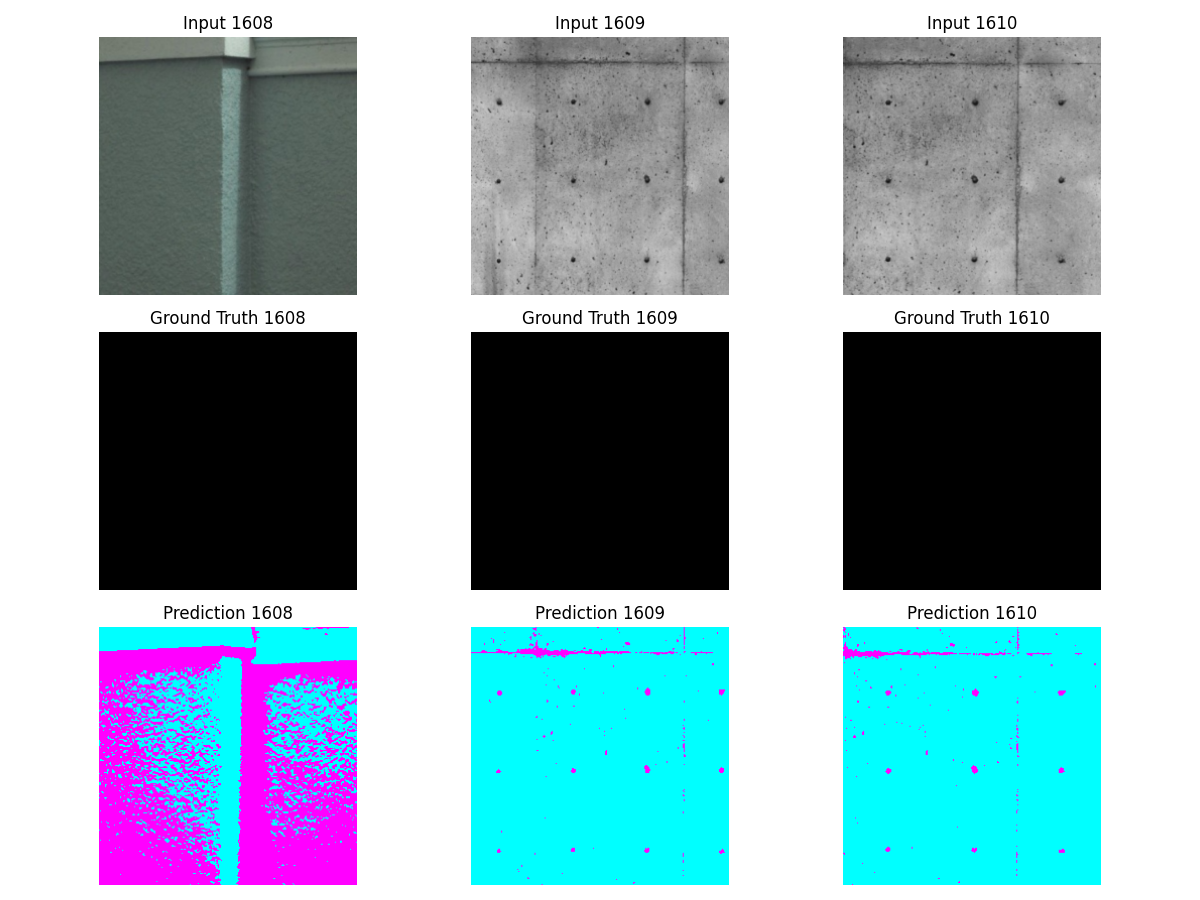 Input 1608
Input 1609
Input 1610
Ground Truth 1608
Ground Truth 1609
Ground Truth 1610
Prediction 1608
Prediction 1609
Prediction 1610